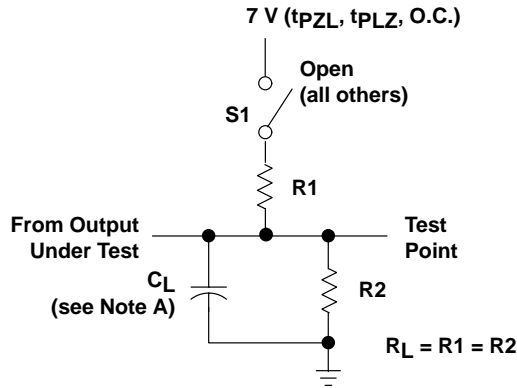 7 V (tPZL, tPLZ, O.C.)
Open
(all others)
S1
R1
From Output
Under Test
Test
Point
CL
(see Note A)
R2
RL = R1 = R2